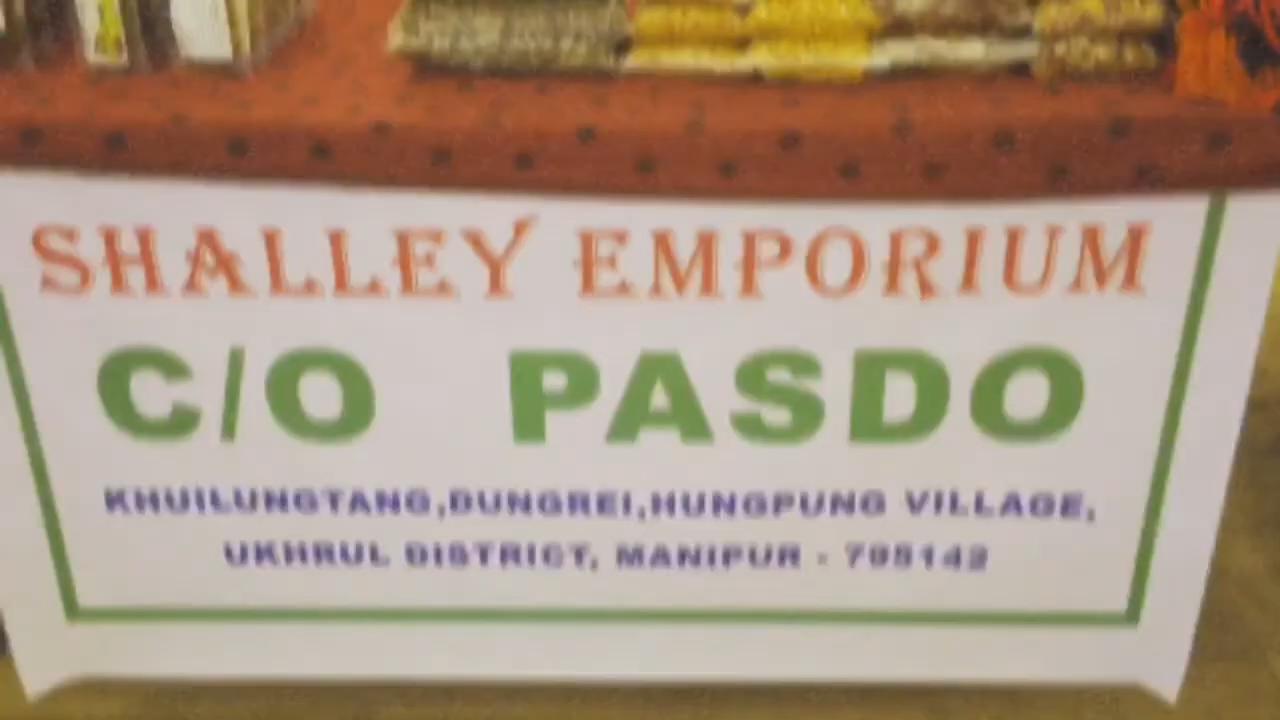 SHALLEY EMPORIUM
C/O PASDO
KHUILUNGTANG,DUNGREI,HUNGPUNG VILLAGE,
UKHRUL DISTRICT, MANIPUR - 795142